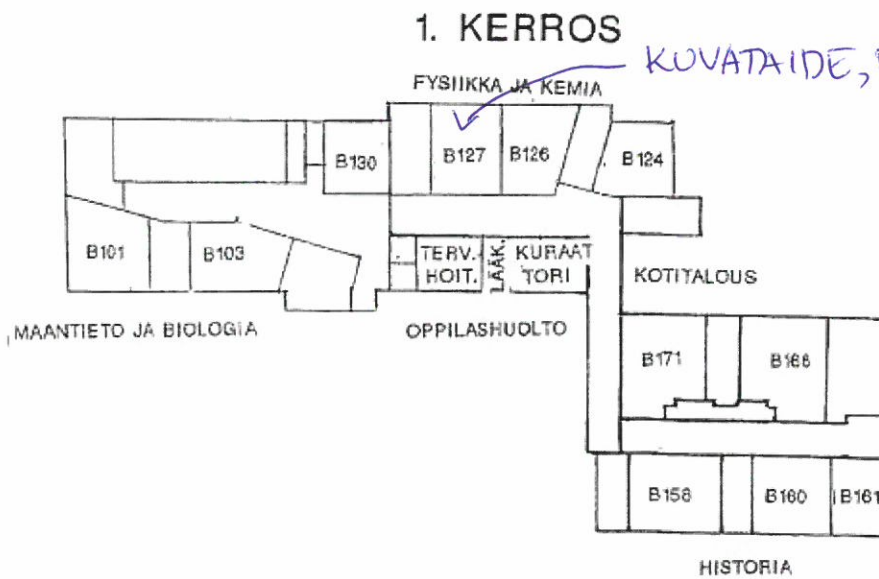 1. KERROS
KUVATAIDE,
FYSIIKKA JA KEMIA
B130
B127
B126
B124
B101
B103
TERV.
HOIT.
LÄÄK.
KURAAT
TORI
KOTITALOUS
MAANTIETO JA BIOLOGIA
OPPILASHUOLTO
B171
B166
B158
B160
B161
HISTORIA